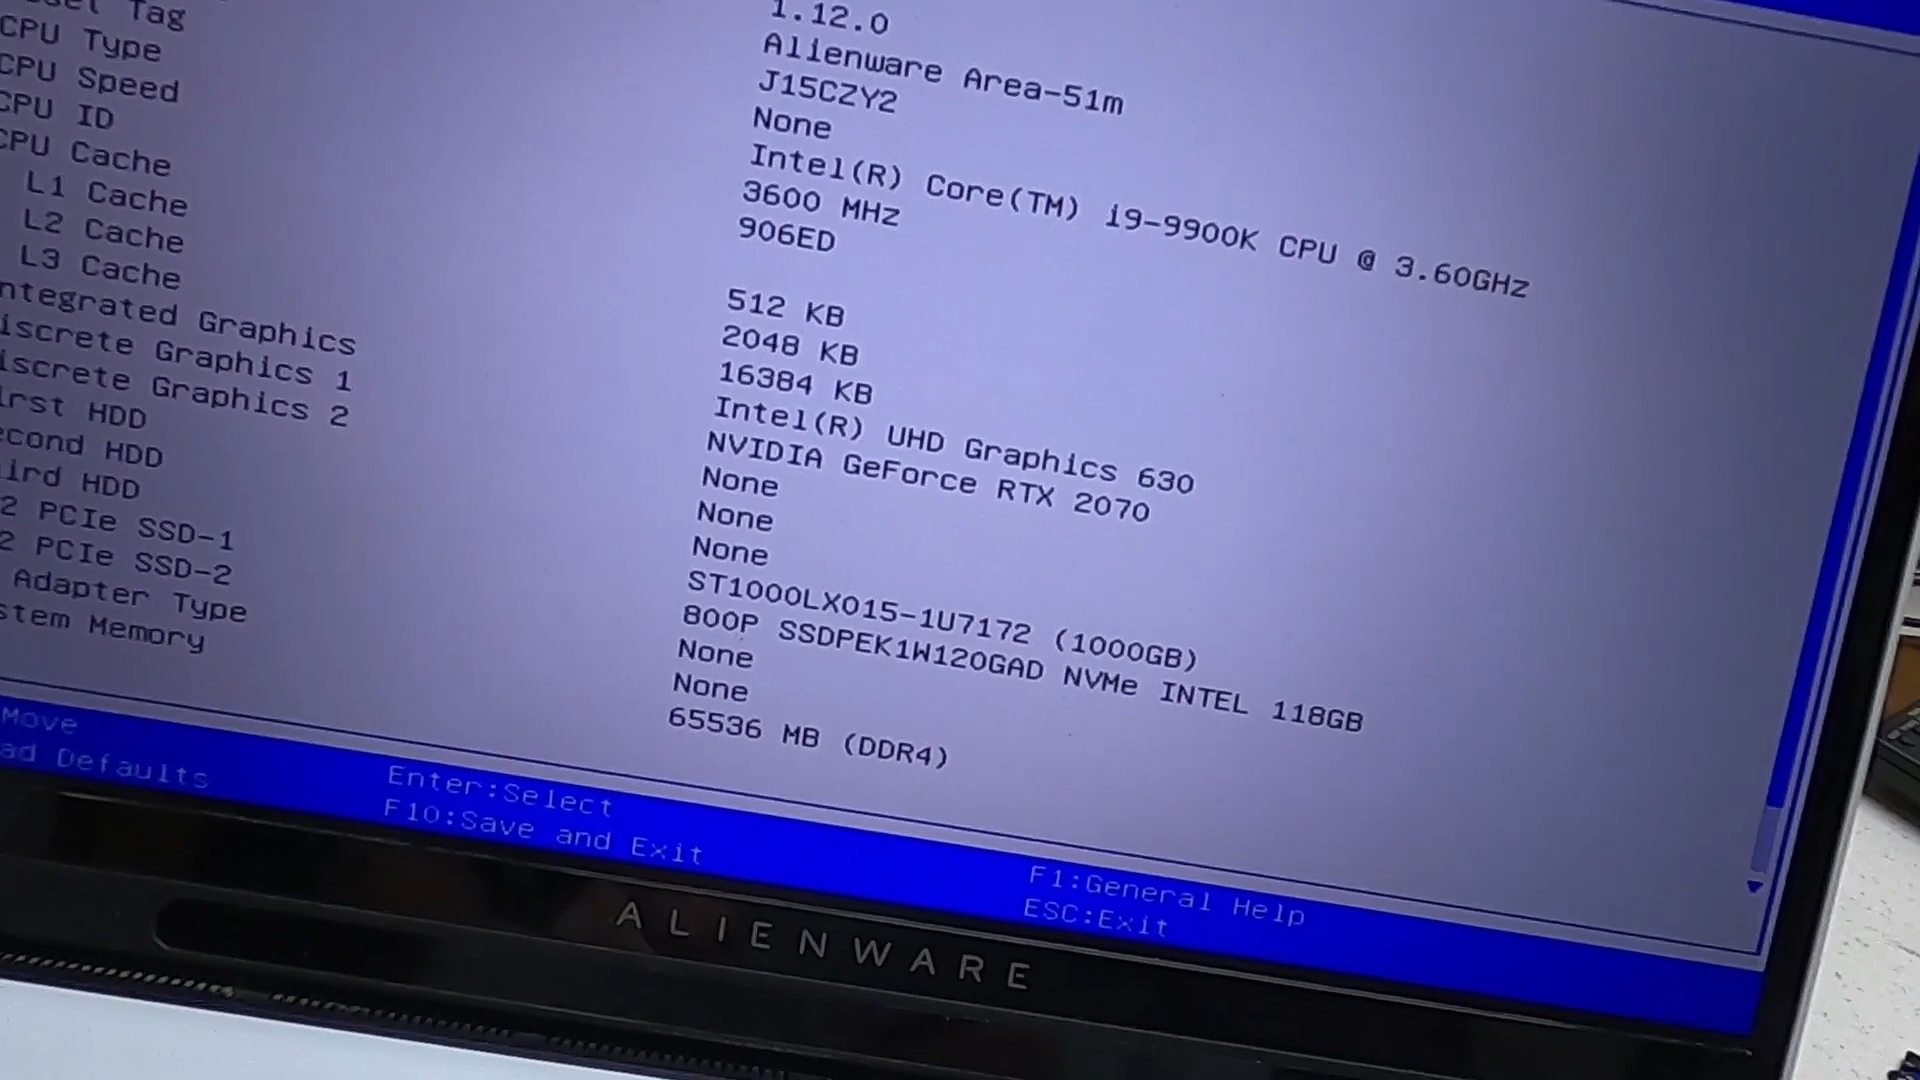 Tag
1.12.0
CPU Type
Alienware Area-51m
CPU Speed
J15CZY2
CPU ID
None
CPU Cache
Intel(R) Core(TM) i9-9900K CPU @ 3.60GHz
L1 Cache
3600 MHz
L2 Cache
906ED
L3 Cache
ntegrated Graphics
512 KB
iscrete Graphics 1
2048 KB
iscrete Graphics 2
16384 KB
irst HDD
Intel(R) UHD Graphics 630
econd HDD
NVIDIA GeForce RTX 2070
ird HDD
None
2 PCIe SSD-1
None
2 PCIe SSD-2
None
Adapter Type
ST1000LX015-1U7172 (1000GB)
stem Memory
800P SSDPEK1W120GAD NVMe INTEL 118GB
None
None
65536 MB (DDR4)
Move
Enter:Select
F1:General Help
ad Defaults
F10:Save and Exit
ESC:Exit
ALIENWARE